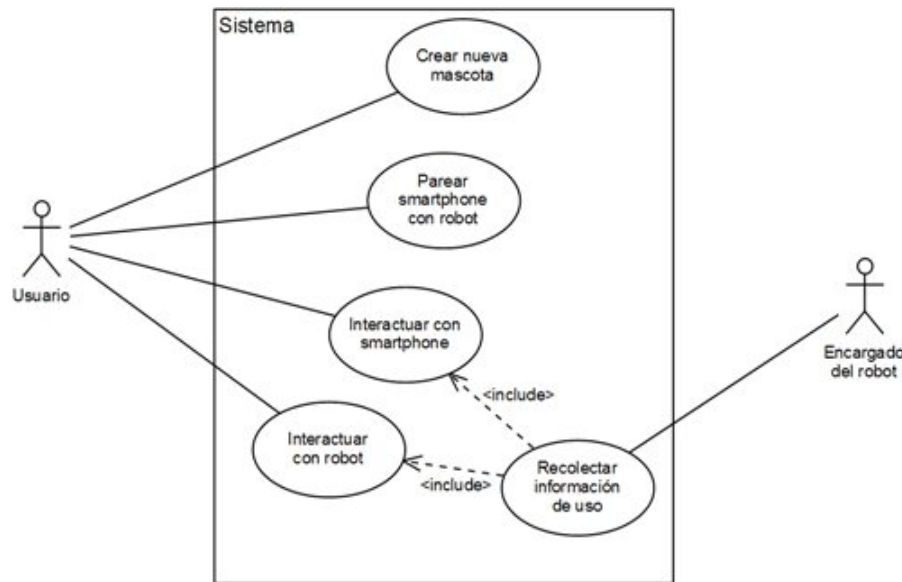 Sistema
Crear nueva
mascota
Parear
smartphone
con robot
Usuario
Interactuar con
smartphone
Encargado
del robot
<include>
Interactuar
con robot
<include>
Recolectar
información
de uso